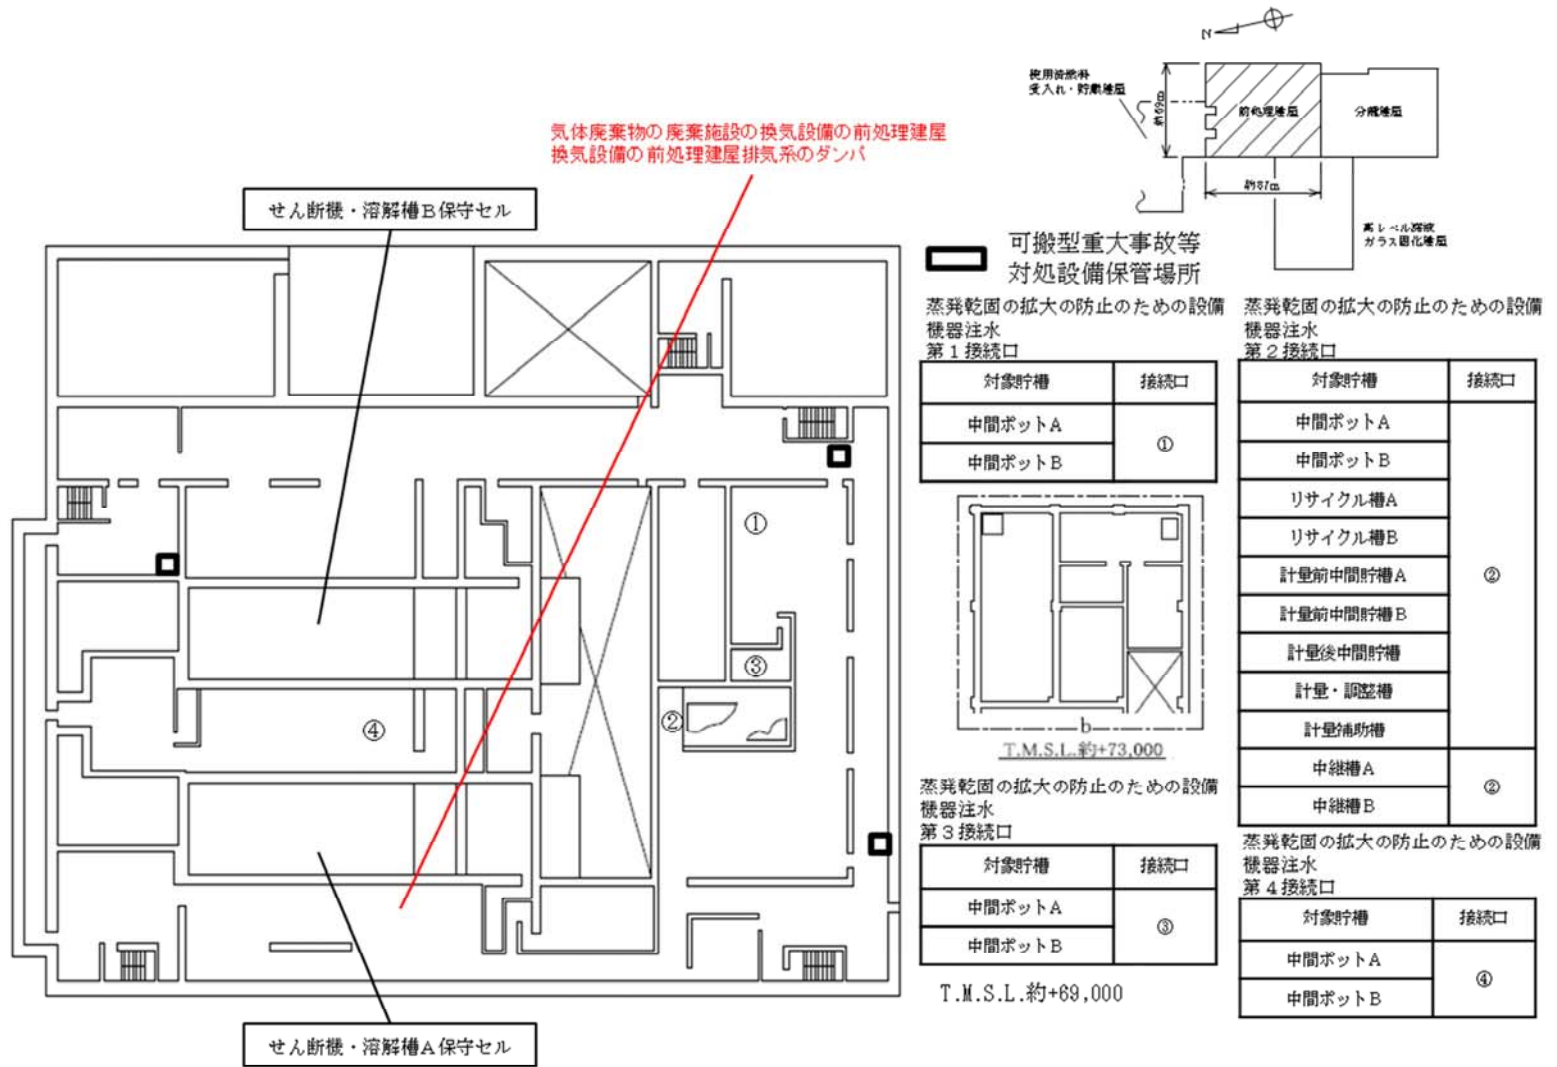 N
使用済燃料
受入れ・貯蔵建屋
約69m
前処理建屋
分離建屋
約87m
高レベル廃液
ガラス固化建屋
気体廃棄物の廃棄施設の換気設備の前処理建屋
換気設備の前処理建屋排気系のダンパ
せん断機・溶解槽B保守セル
①
③
②
④
せん断機・溶解槽A保守セル
可搬型重大事故等
対処設備保管場所
蒸発乾固の拡大の防止のための設備
機器注水
第1接続口
対象貯槽 接続口
中間ポットA
①
中間ポットB
b
T.M.S.L.約+73,000
蒸発乾固の拡大の防止のための設備
機器注水
第3接続口
対象貯槽 接続口
中間ポットA
③
中間ポットB
T.M.S.L.約+69,000
蒸発乾固の拡大の防止のための設備
機器注水
第2接続口
対象貯槽 接続口
中間ポットA
中間ポットB
リサイクル槽A
リサイクル槽B
計量前中間貯槽A
②
計量前中間貯槽B
計量後中間貯槽
計量・調整槽
計量補助槽
中継槽A
②
中継槽B
蒸発乾固の拡大の防止のための設備
機器注水
第4接続口
対象貯槽 接続口
中間ポットA
④
中間ポットB